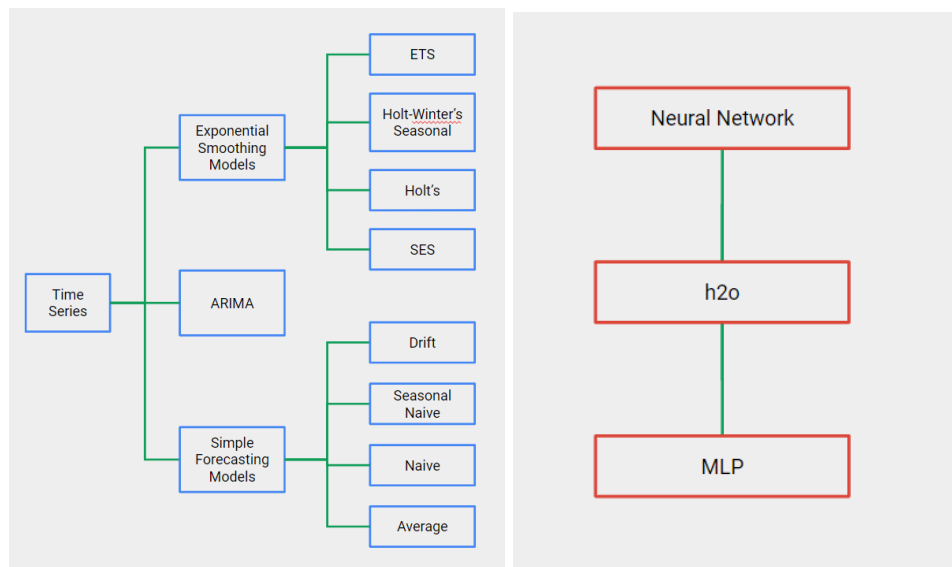 ETS
Holt-Winter's
Seasonal
Exponential
Smoothing
Models
Holt's
SES
Time
Series
ARIMA
Drift
Seasonal
Naive
Simple
Forecasting
Models
Naive
Average
Neural Network
h2o
MLP